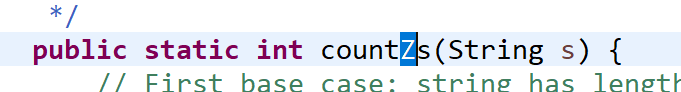 */
public static int countZs(String s) {
// First base case: string has length